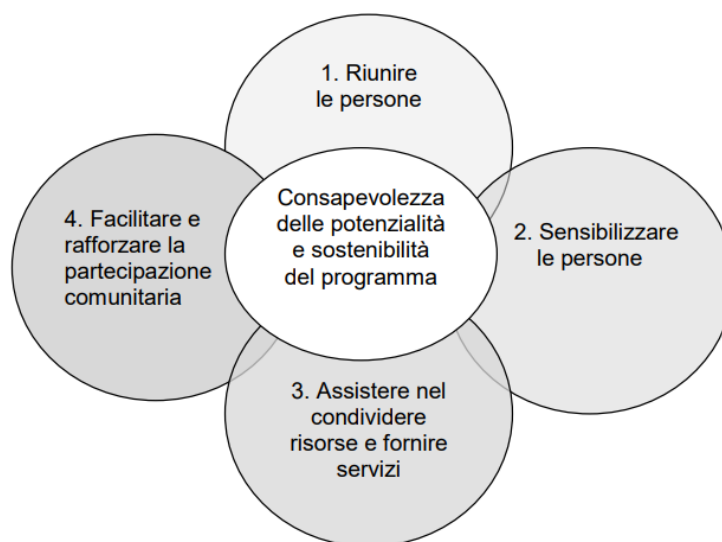 1. Riunire
le persone
Consapevolezza
delle potenzialità
e sostenibilità
del programma
2. Sensibilizzare
le persone
3. Assistere nel
condividere
risorse e fornire
servizi
4. Facilitare e
rafforzare la
partecipazione
comunitaria